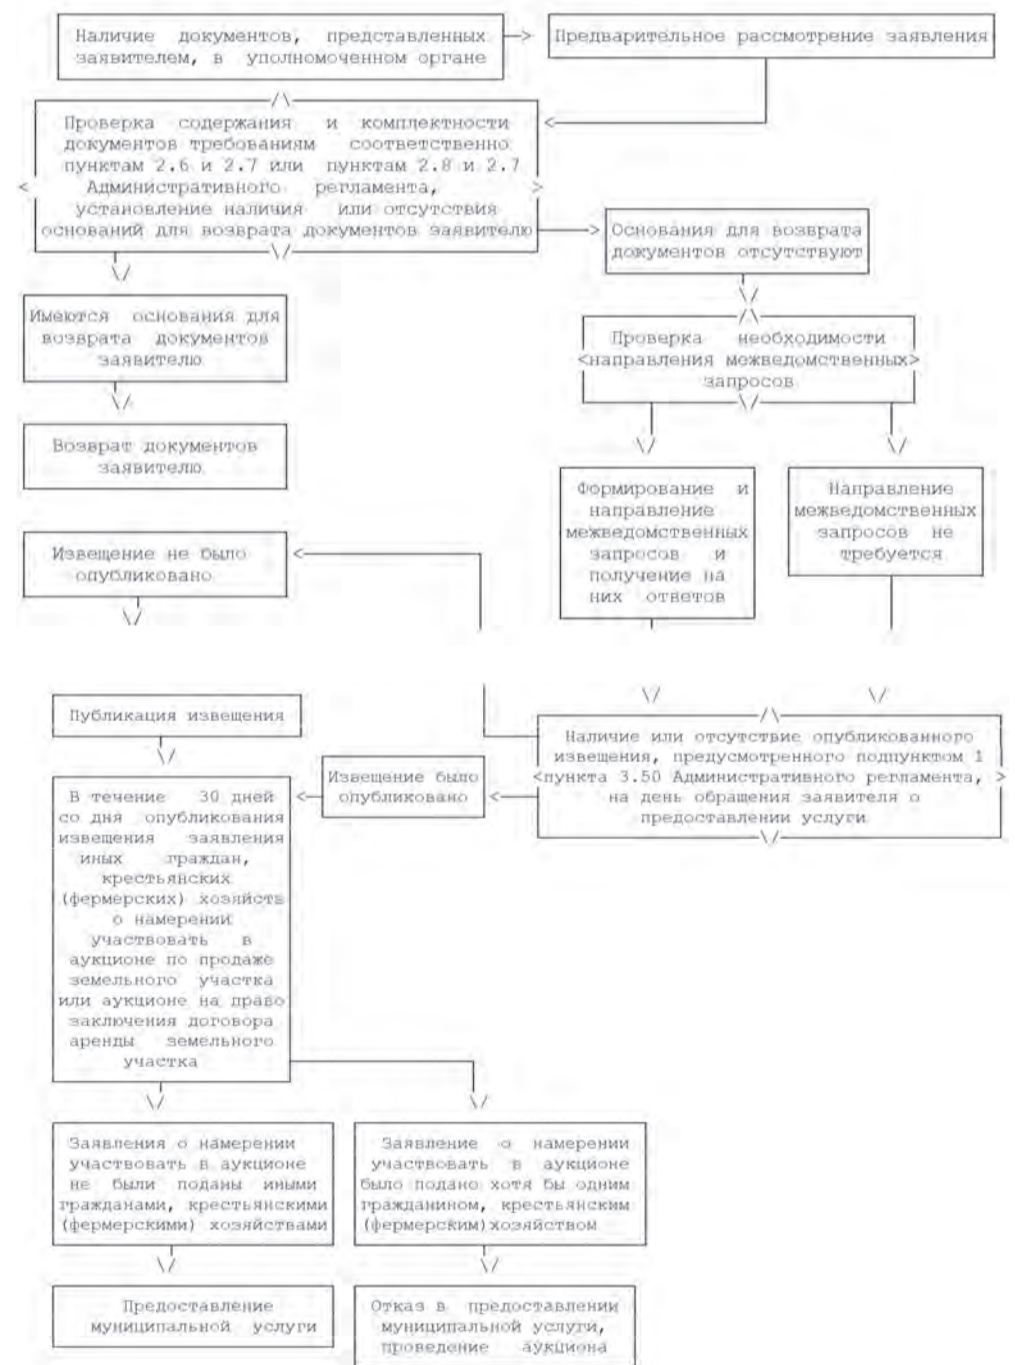 Наличие документов, представленных
заявителем, в уполномоченном органе
Предварительное рассмотрение заявления
Проверка содержания и комплектности
документов требованиям соответственно
пунктам 2.6 и 2.7 или пунктам 2.8 и 2.7
Административного регламента,
установление наличия или отсутствия
оснований для возврата документов заявителю
Основания для возврата
документов отсутствуют
Имеются основания для
возврата документов
заявителю
Проверка необходимости
направления межведомственных
запросов
Возврат документов
заявителю
Формирование и
направление
межведомственных
запросов и
получение на
них ответов
Направление
межведомственных
запросов не
требуется
Извещение не было
опубликовано
Публикация извещения
Наличие или отсутствие опубликованного
извещения, предусмотренного подпунктом 1
пункта 3.50 Административного регламента,
на день обращения заявителя о
предоставлении услуги
Извещение было
опубликовано
В течение 30 дней
со дня опубликования
извещения заявления
иных граждан,
крестьянских
(фермерских) хозяйств
о намерении
участвовать в
аукционе по продаже
земельного участка
или аукционе на право
заключения договора
аренды земельного
участка
Заявления о намерении
участвовать в аукционе
не были поданы иными
гражданами, крестьянскими
(фермерскими) хозяйствами
Заявление о намерении
участвовать в аукционе
было подано хотя бы одним
гражданином, крестьянским
(фермерским)хозяйством
Предоставление
муниципальной услуги
Отказ в предоставлении
муниципальной услуги,
проведение аукциона